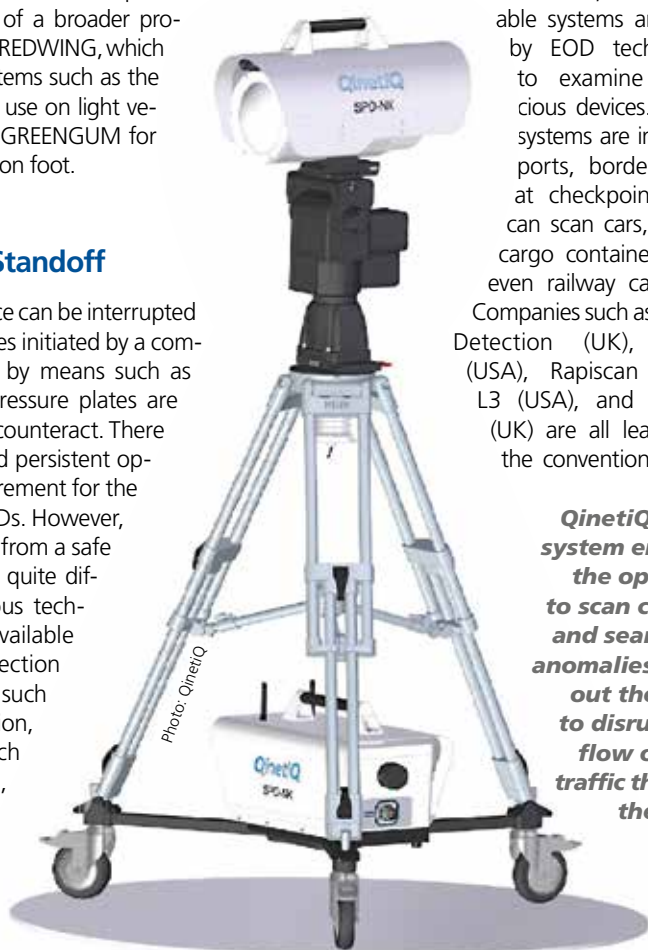 of a broader pro-
REDWING, which
tems such as the
use on light ve-
GREENGUM for
on foot.
Standoff
ce can be interrupted
es initiated by a com-
by means such as
ressure plates are
counteract. There
d persistent op-
rement for the
Ds. However,
from a safe
quite dif-
ous tech-
vailable
ection
such
on,
ch
,
QinetiQ
SPO-NX
Photo: QinetiQ
QinetiQ
SPO-NX
able systems ar
by EOD tech
to examine
cious devices.
systems are in
ports, borde
at checkpoin
can scan cars,
cargo containe
even railway ca
Companies such as
Detection (UK),
(USA), Rapiscan
L3 (USA), and
(UK) are all lea
the convention
QinetiQ
system en
the op
to scan c
and sear
anomalies
out the
to disru
flow o
traffic th
the